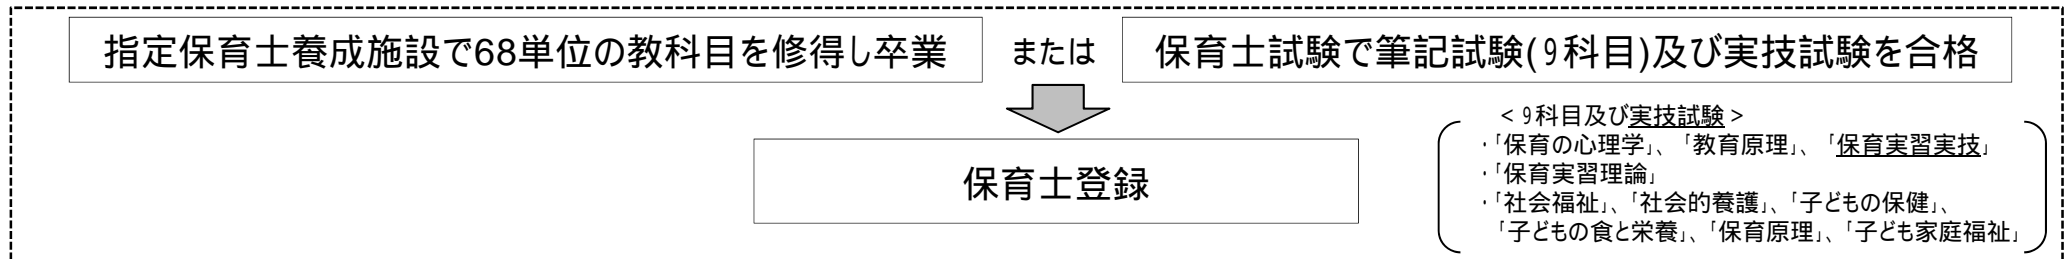 指定保育士養成施設で68単位の教科目を修得し卒業
または
保育士試験で筆記試験(9科目)及び実技試験を合格
保育士登録
<9科目及び実技試験>
・「保育の心理学」、「教育原理」、「保育実習実技」
・「保育実習理論」
・「社会福祉」、「社会的養護」、「子どもの保健」、
「子どもの食と栄養」、「保育原理」、「子ども家庭福祉」